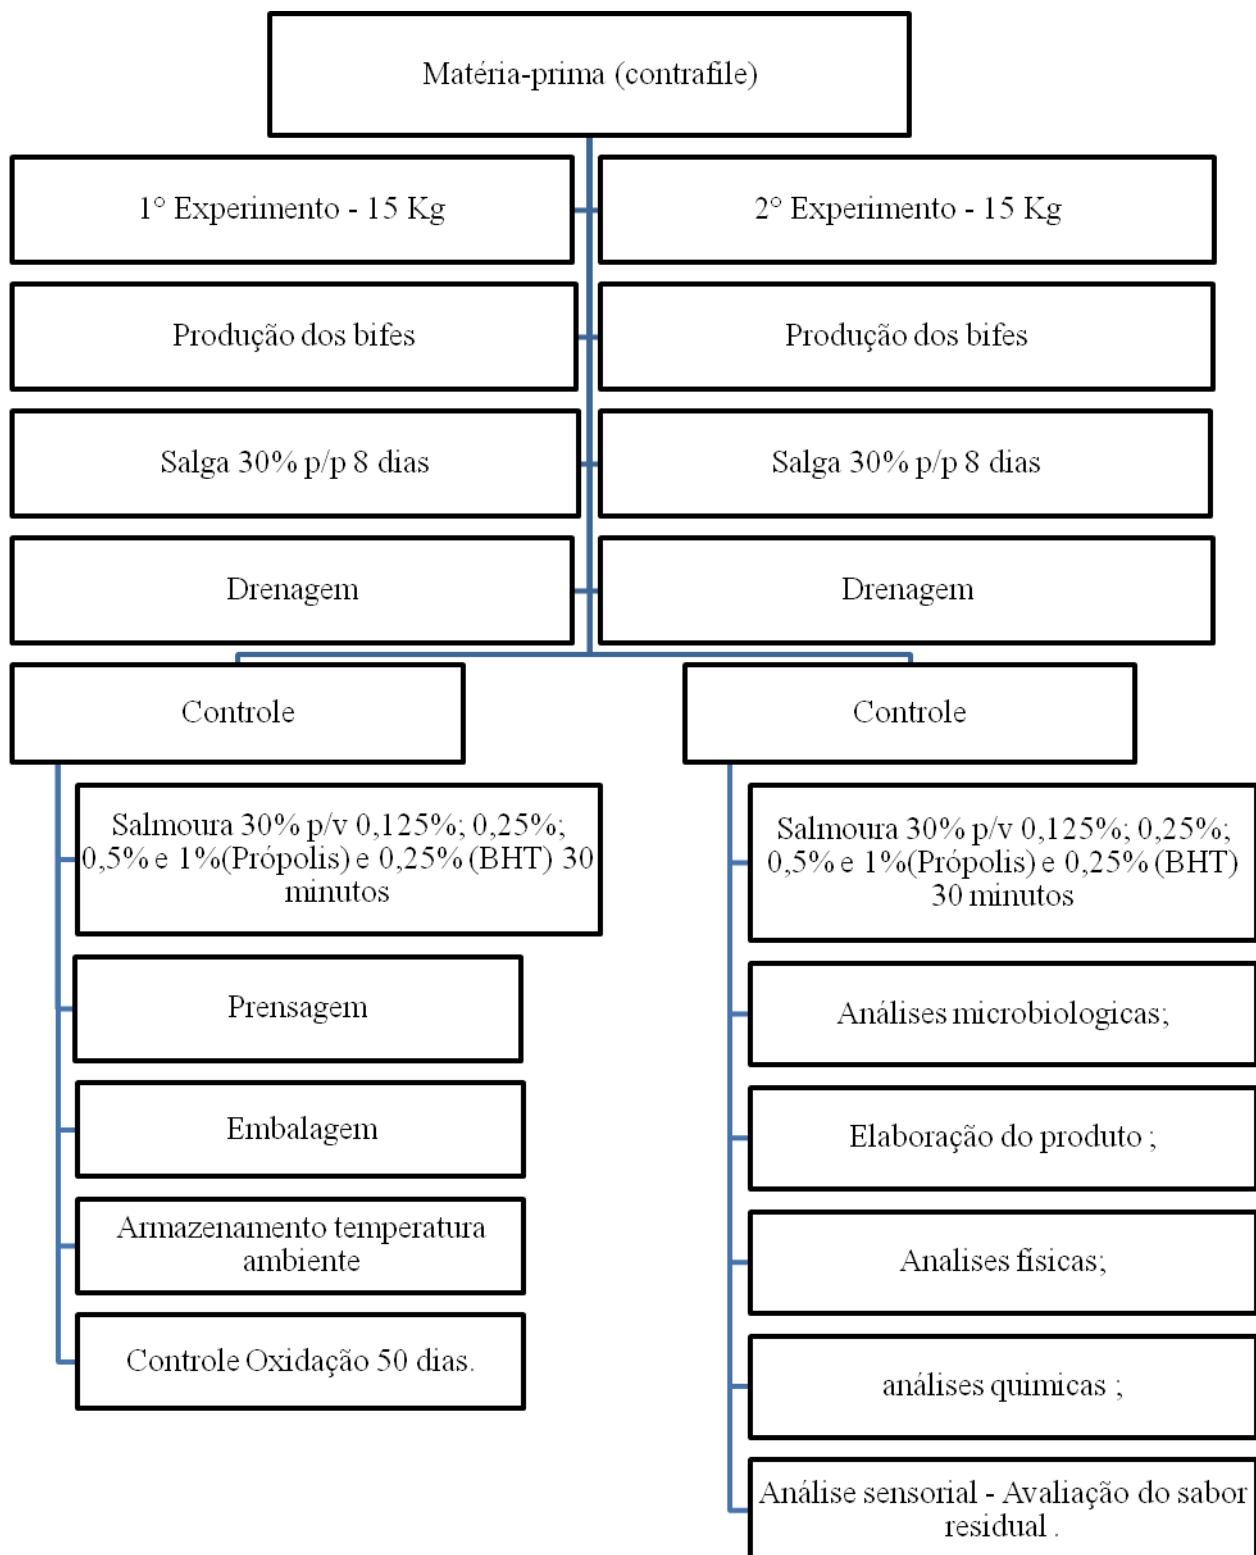 Matéria-prima (contrafile)
1° Experimento - 15 Kg
2° Experimento - 15 Kg
Produção dos bifes
Produção dos bifes
Salga 30% p/p 8 dias
Salga 30% p/p 8 dias
Drenagem
Drenagem
Controle
Salmoura 30% p/v 0,125%; 0,25%;
0,5% e 1%(Própolis) e 0,25% (BHT) 30
minutos
Prensagem
Embalagem
Armazenamento temperatura
ambiente
Controle Oxidação 50 dias.
Controle
Salmoura 30% p/v 0,125%; 0,25%;
0,5% e 1%(Própolis) e 0,25% (BHT)
30 minutos
Análises microbiologicas;
Elaboração do produto ;
Analises físicas;
análises quimicas ;
Análise sensorial - Avaliação do sabor
residual .